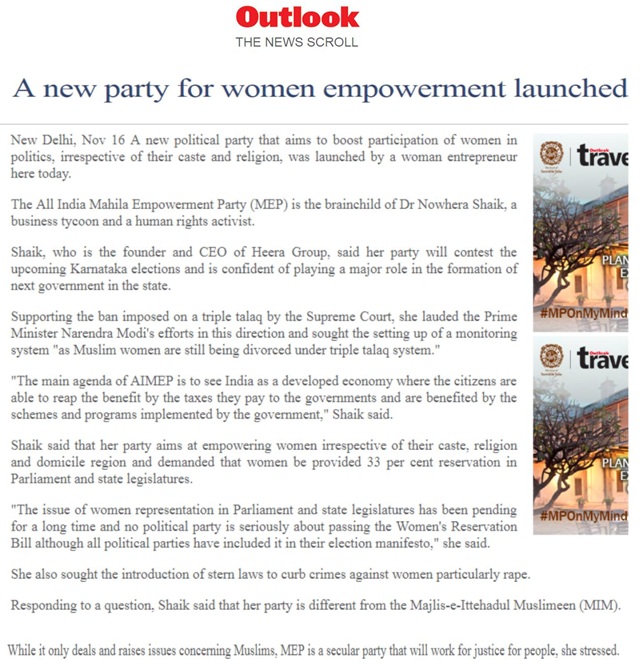 Outlook
THE NEWS SCROLL
A new party for women empowerment launched
New Delhi, Nov 16 A new political party that aims to boost participation of women in
politics, irrespective of their caste and religion, was launched by a woman entrepreneur
here today.
The All India Mahila Empowerment Party (MEP) is the brainchild of Dr Nowhera Shaik, a
business tycoon and a human rights activist.
Shaik, who is the founder and CEO of Heera Group, said her party will contest the
upcoming Karnataka elections and is confident of playing a major role in the formation of
next government in the state.
Supporting the ban imposed on a triple talaq by the Supreme Court, she lauded the Prime
Minister Narendra Modi's efforts in this direction and sought the setting up of a monitoring
system "as Muslim women are still being divorced under triple talaq system."
"The main agenda of AIMEP is to see India as a developed economy where the citizens are
able to reap the benefit by the taxes they pay to the governments and are benefited by the
schemes and programs implemented by the government," Shaik said.
Shaik said that her party aims at empowering women irrespective of their caste, religion
and domicile region and demanded that women be provided 33 per cent reservation in
Parliament and state legislatures.
"The issue of women representation in Parliament and state legislatures has been pending
for a long time and no political party is seriously about passing the Women's Reservation
Bill although all political parties have included it in their election manifesto," she said.
She also sought the introduction of stern laws to curb crimes against women particularly rape.
Responding to a question, Shaik said that her party is different from the Majlis-e-Ittehadul Muslimeen (MIM).
While it only deals and raises issues concerning Muslims, MEP is a secular party that will work for justice for people, she stressed.
Outlook
trave
PLAN
E
#MPOnMyMind
Outlook
trave
PLAN
E
#MPOnMyMind